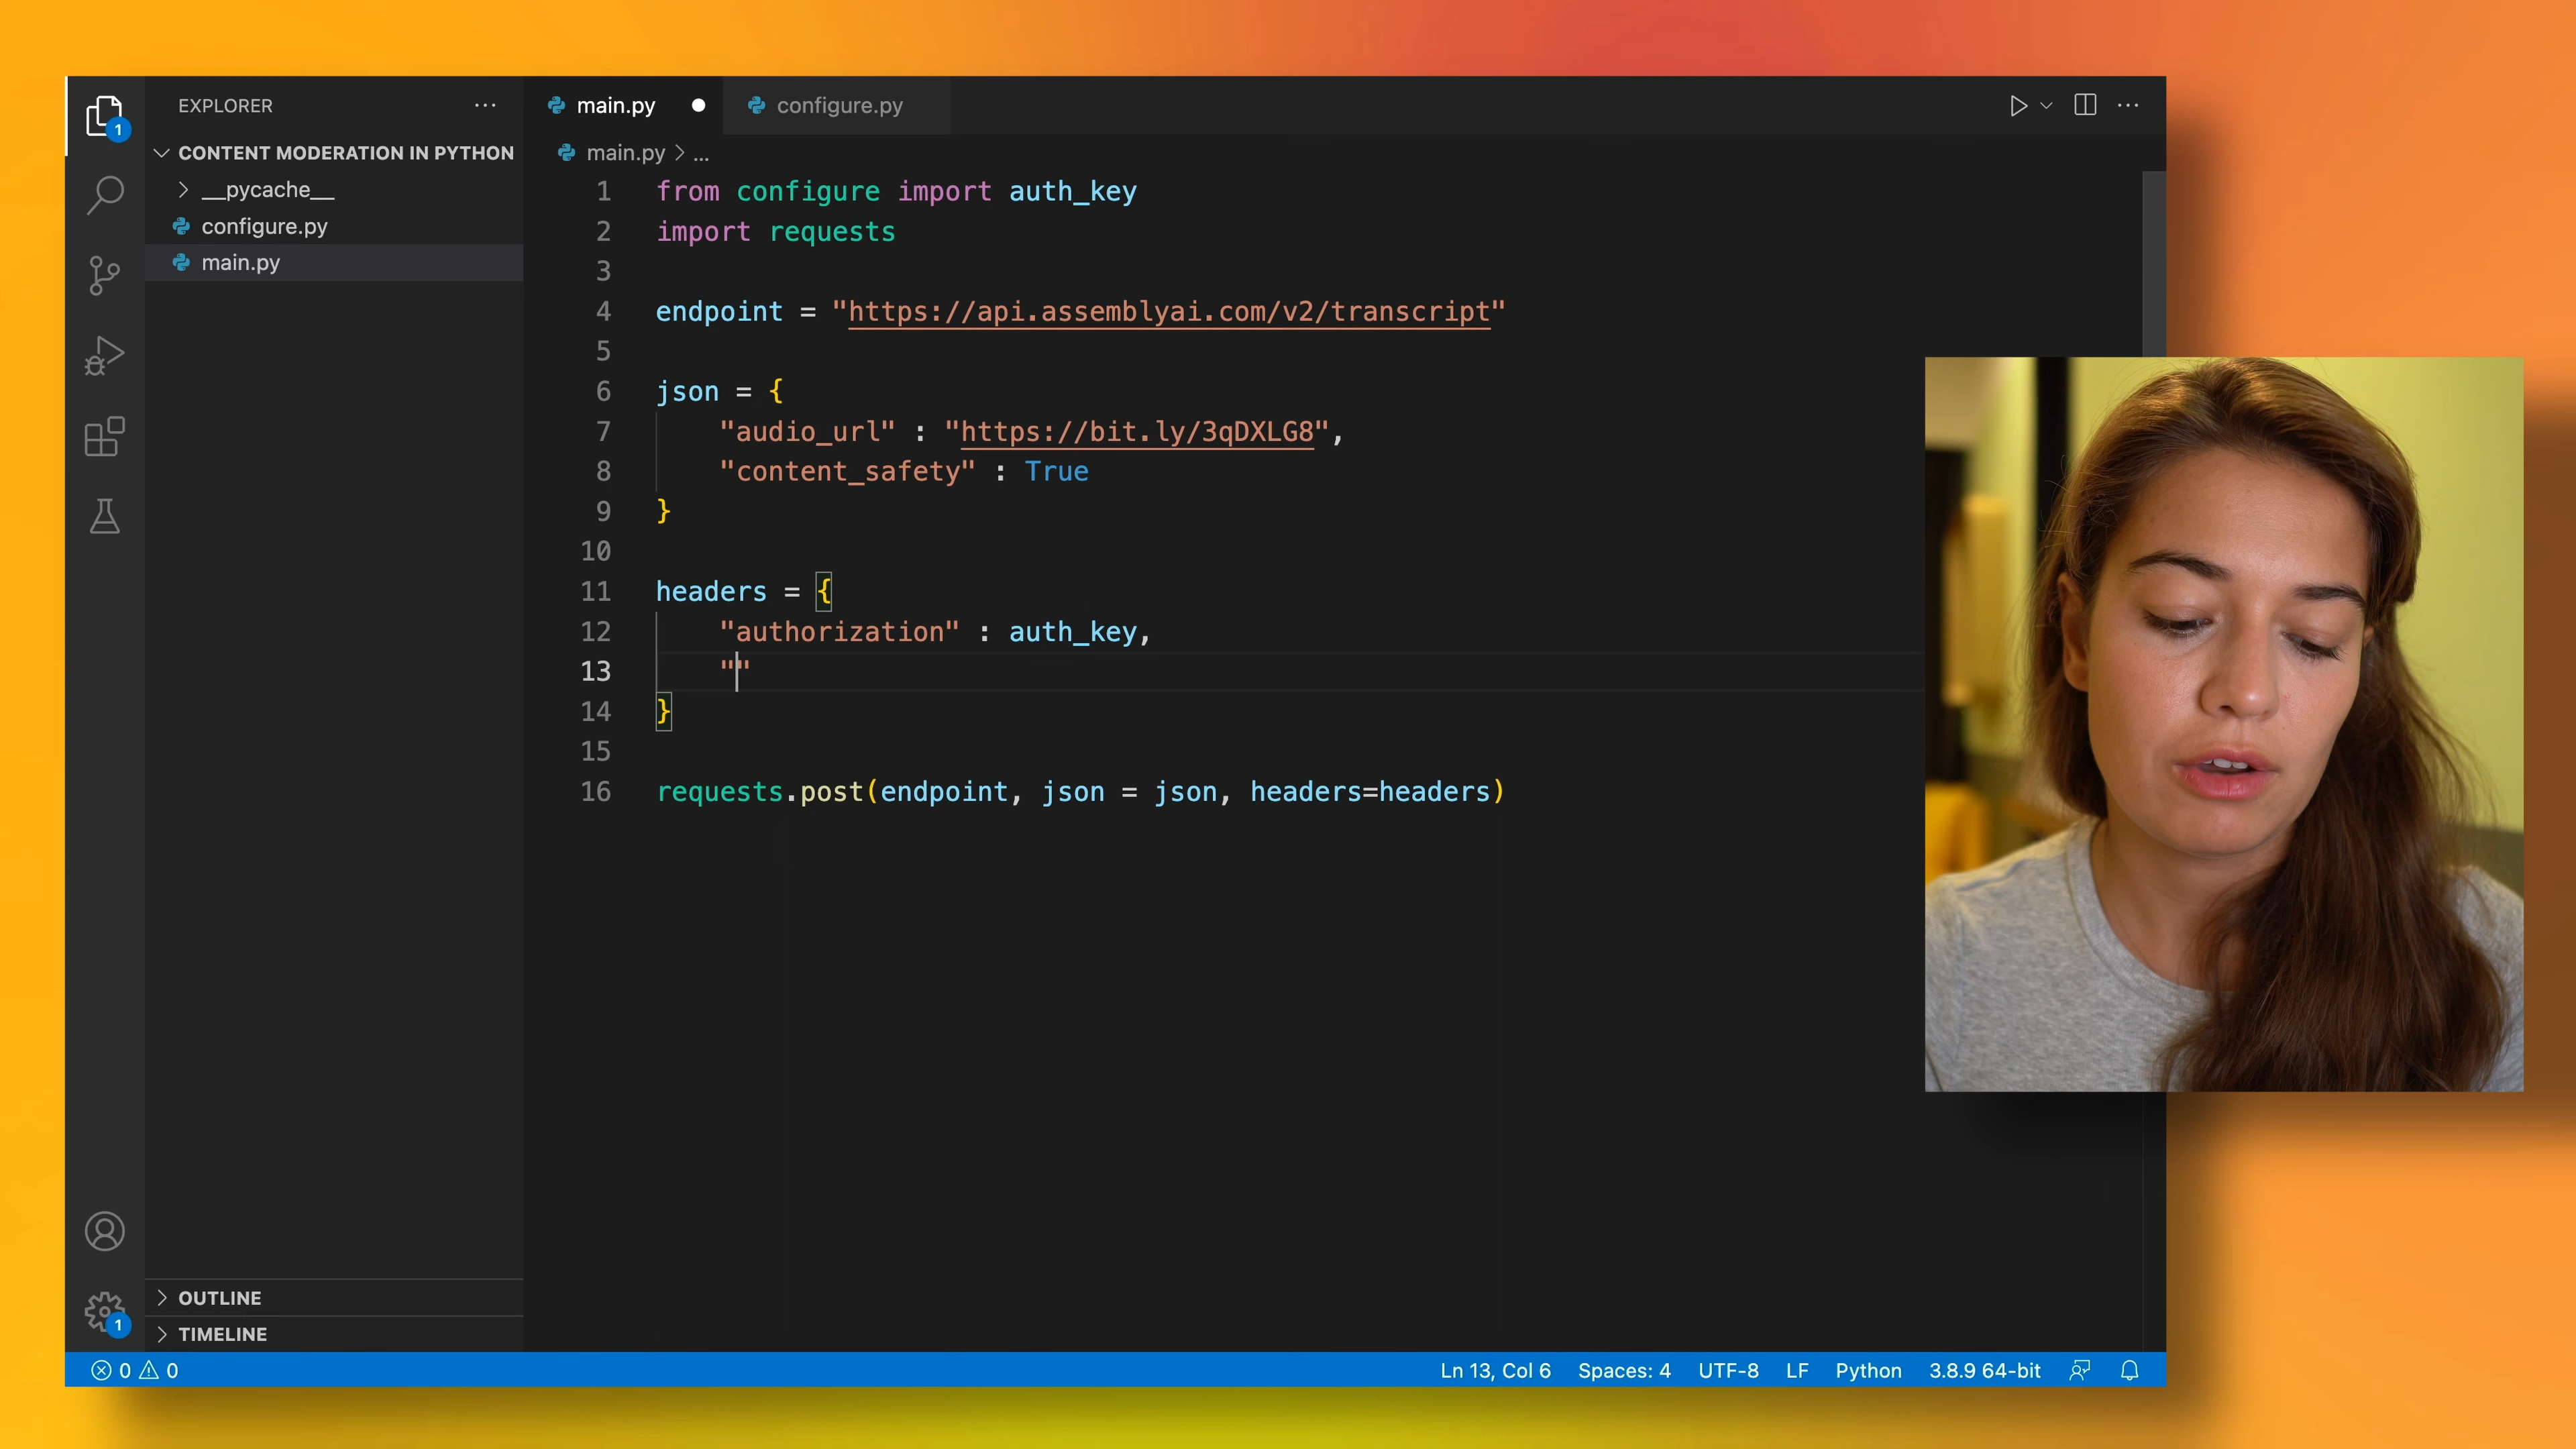 EXPLORER
CONTENT MODERATION IN PYTHON
__pycache__
configure.py
main.py
OUTLINE
TIMELINE
main.py
configure.py
main.py > ...
1 from configure import auth_key
2 import requests
3
4 endpoint = "https://api.assemblyai.com/v2/transcript"
5
6 json = {
7 "audio_url" : "https://bit.ly/3qDXLG8",
8 "content_safety" : True
9 }
10
11 headers = {
12 "authorization" : auth_key,
13 ""
14 }
15
16 requests.post(endpoint, json = json, headers=headers)
1
1
0 0
Ln 13, Col 6 Spaces: 4 UTF-8 LF Python 3.8.9 64-bit